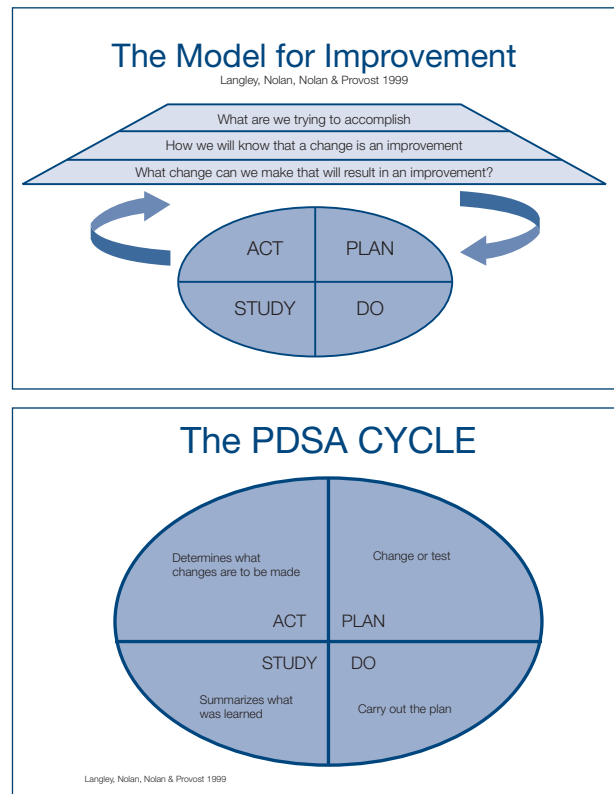 The Model for Improvement
Langley, Nolan, Nolan & Provost 1999
What are we trying to accomplish
How we will know that a change is an improvement
What change can we make that will result in an improvement?
ACT
PLAN
STUDY
DO
The PDSA CYCLE
Determines what
changes are to be made
Change or test
ACT
PLAN
STUDY
DO
Summarizes what
was learned
Carry out the plan
Langley, Nolan, Nolan & Provost 1999